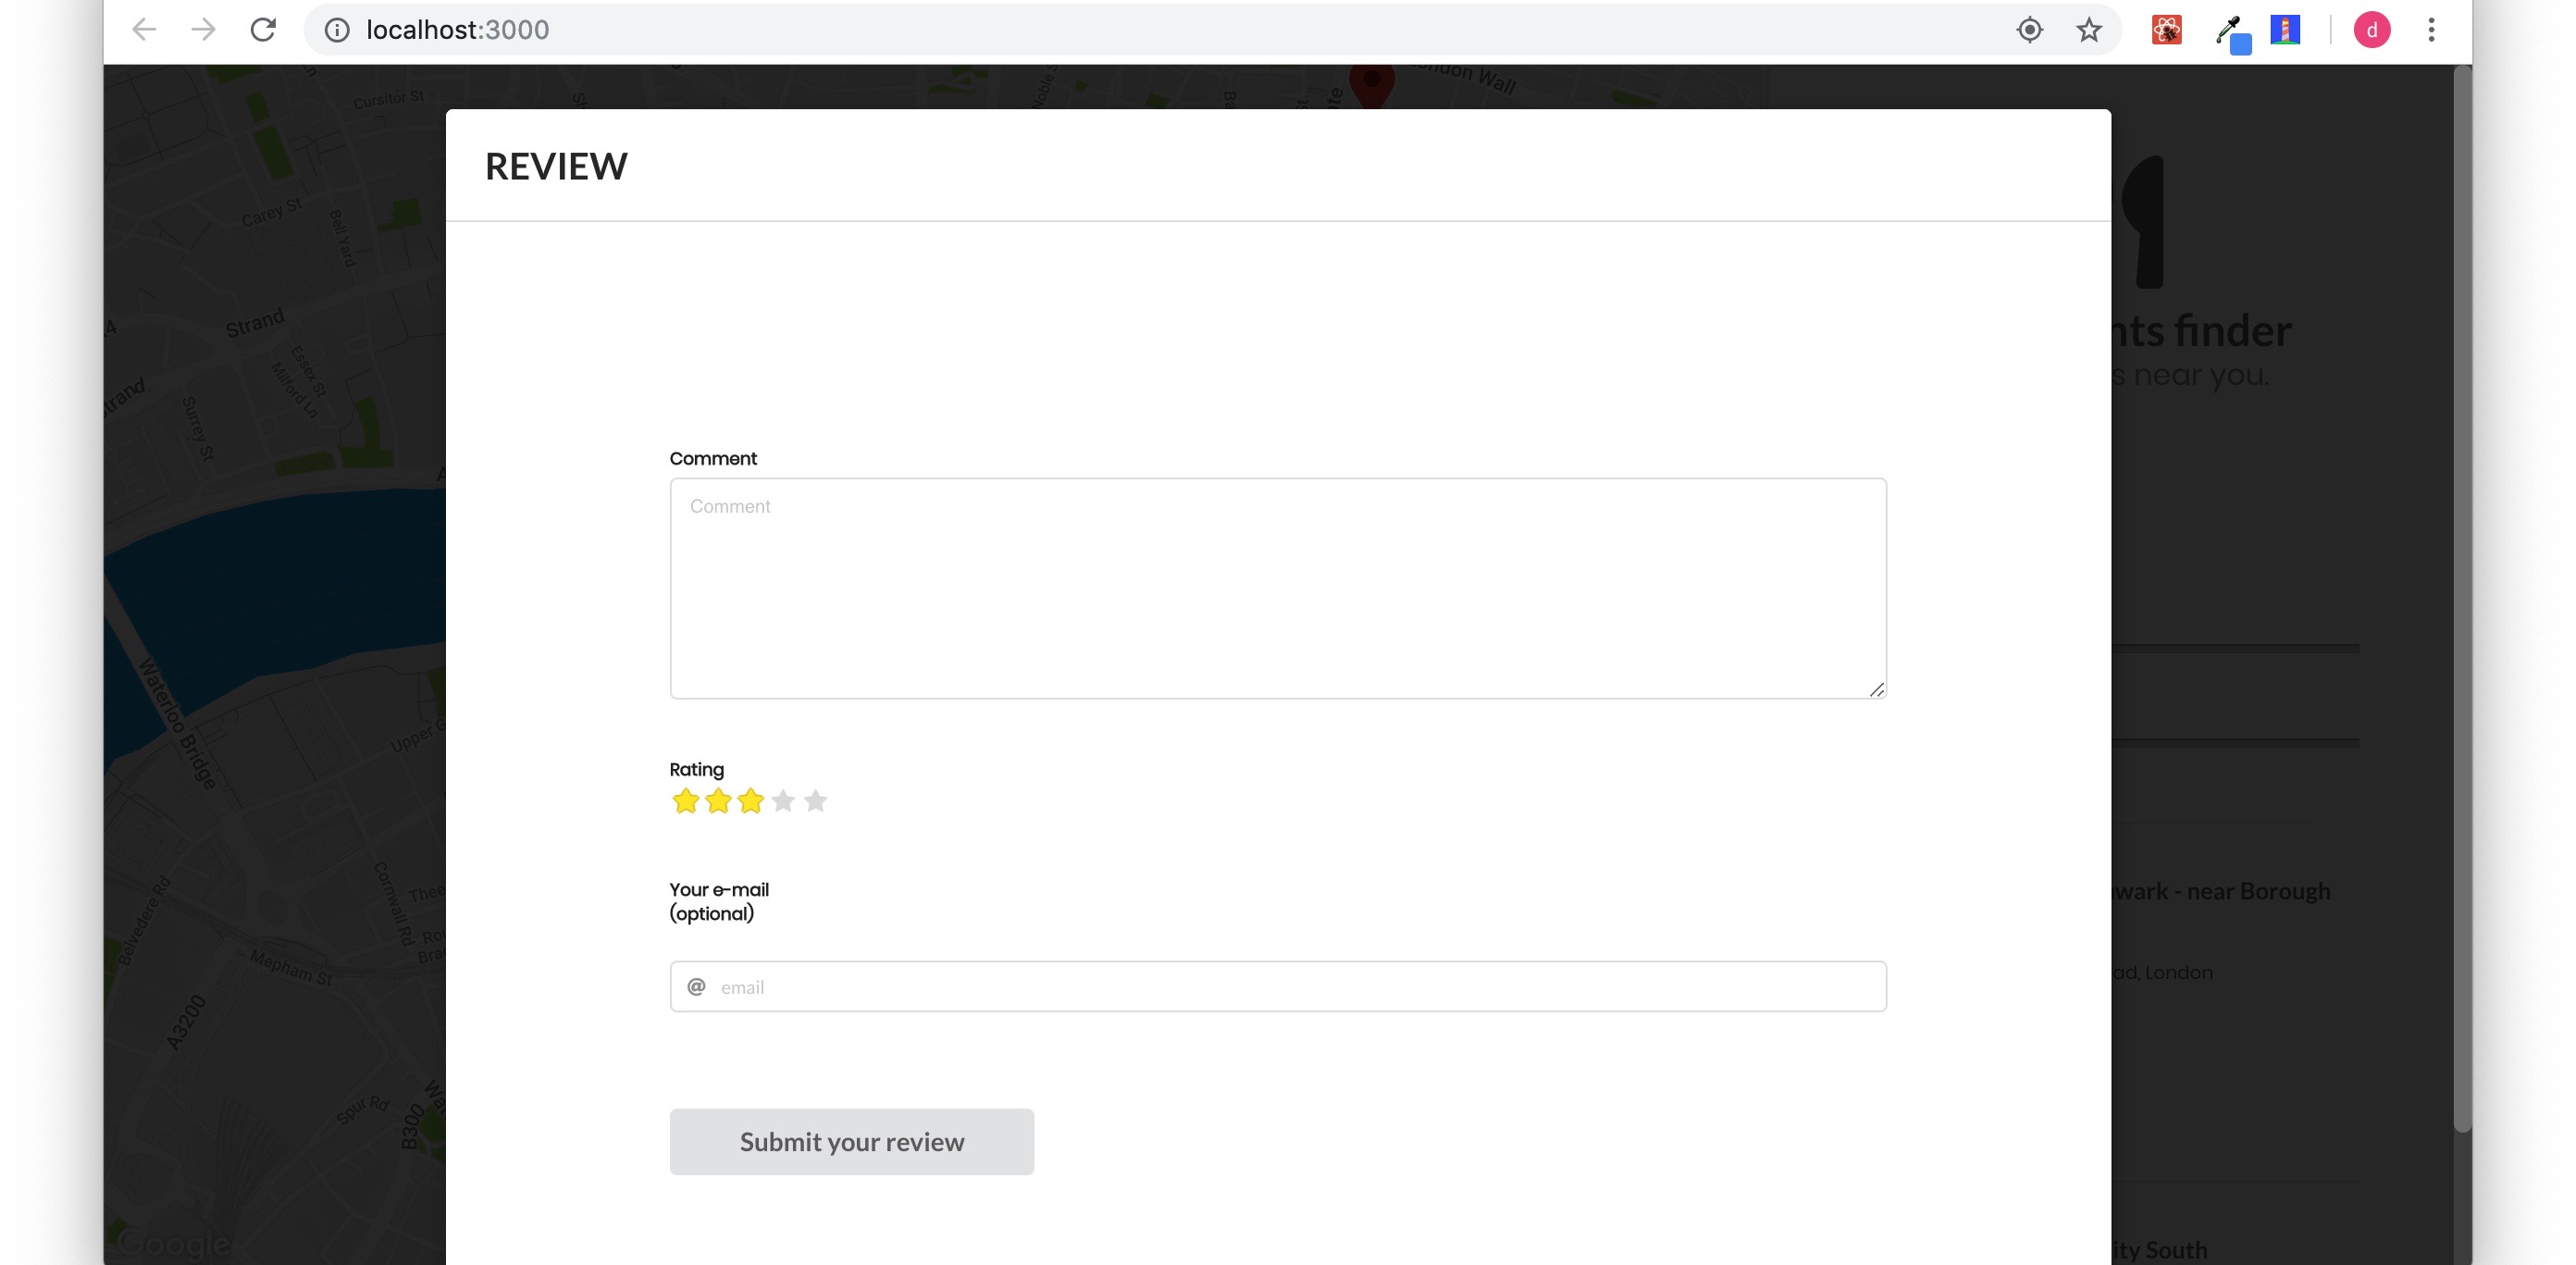 localhost:3000
d
Cursitor St
Noble S
London Wall
Carey St
Bell Yard
Strand
Essex St
Milford Ln
Surrey St
nts finder
s near you.
REVIEW
Comment
Comment
Rating
Your e-mail
(optional)
@ email
Submit your review
Waterloo Bridge
Upper G
Belvedere Rd
Cornwall Rd
Thee
Mepham St
A3200
Spur Rd
B300
wark - near Borough
ad, London
ity South
Google